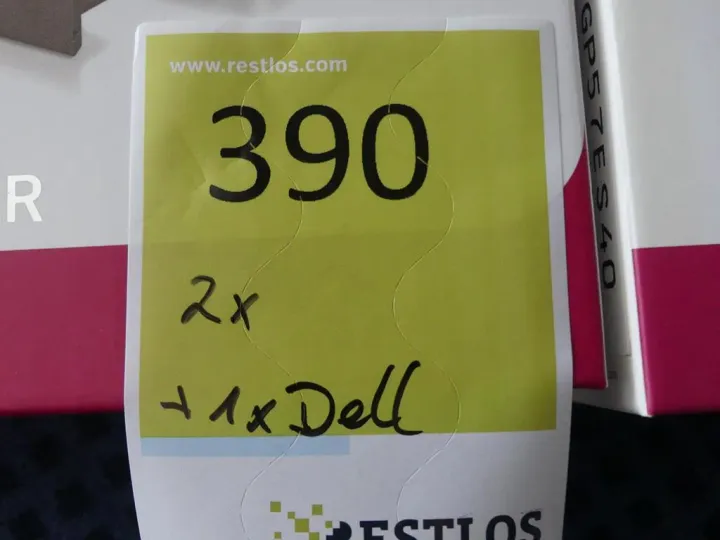 www.restlos.com
390
2x
+ 1x Dell
RESTLOS
R
GP57ES40